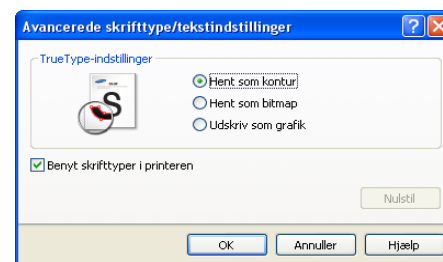 Avancerede skrifttype/tekstindstillinger
TrueType-indstillinger
Hent som kontur
Hent som bitmap
Udskriv som grafik
Benyt skrifttyper i printeren
Nulstil
OK Annuller Hjælp